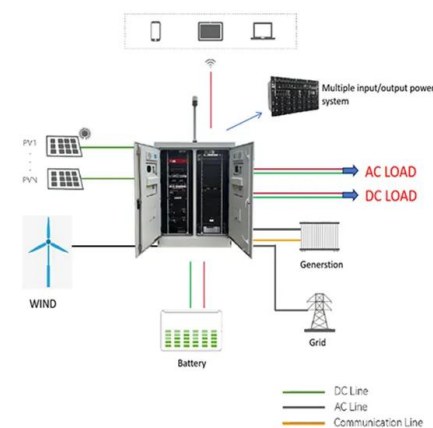 Multiple input/output power
system
PV1
PVN
AC LOAD
DC LOAD
WIND
Generstion
Grid
Battery
DC Line
AC Line
Communication Line